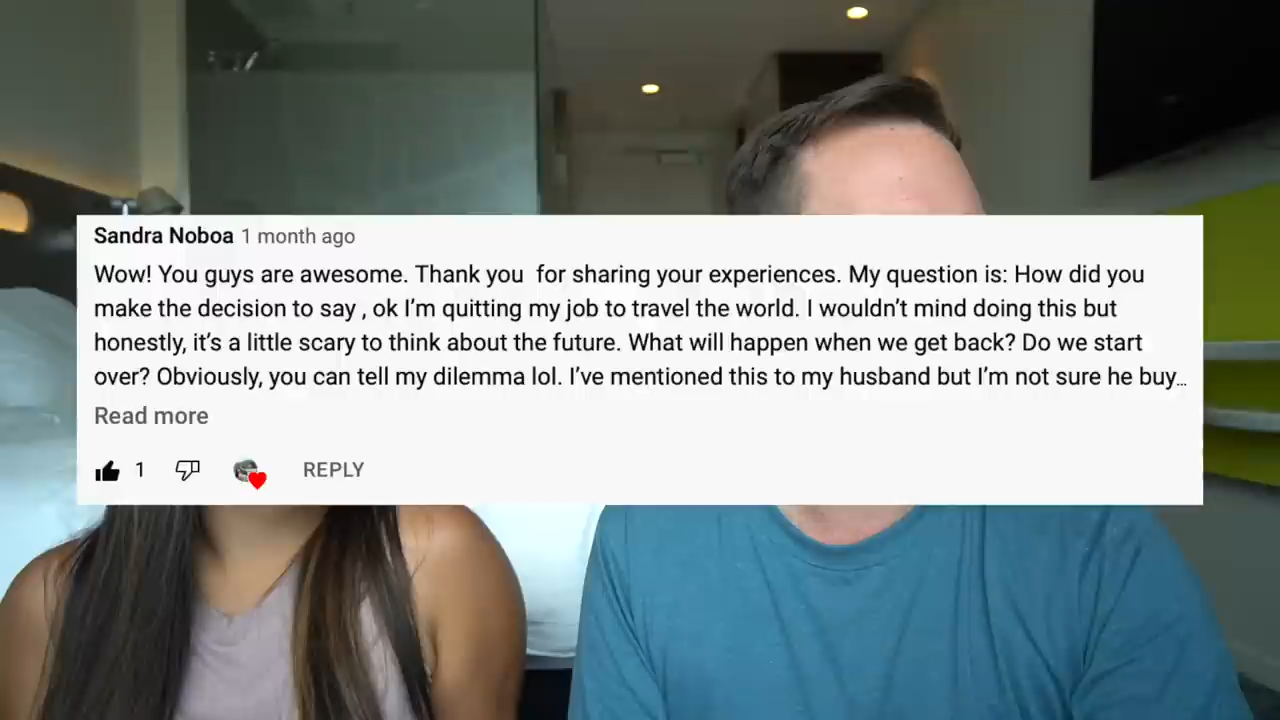 Sandra Noboa 1 month ago
Wow! You guys are awesome. Thank you  for sharing your experiences. My question is: How did you
make the decision to say , ok I’m quitting my job to travel the world. I wouldn’t mind doing this but
honestly, it’s a little scary to think about the future. What will happen when we get back? Do we start
over? Obviously, you can tell my dilemma lol. I’ve mentioned this to my husband but I’m not sure he buy…
Read more
1 REPLY